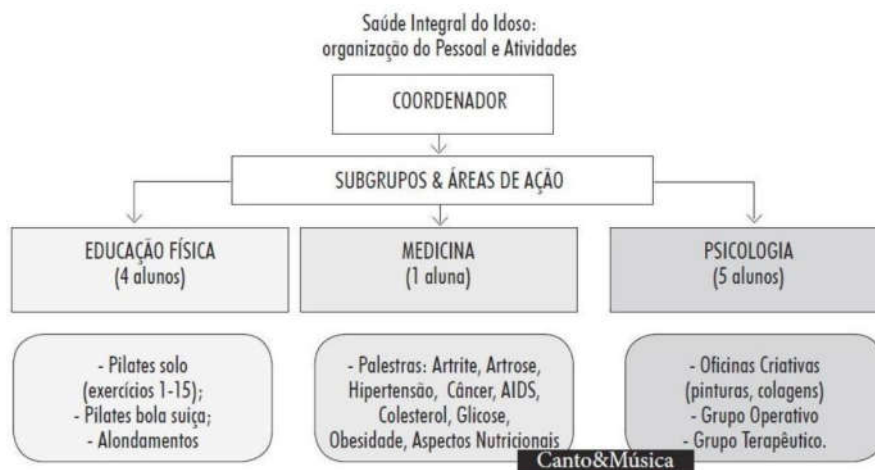 Saúde Integral do Idoso:
organização do Pessoal e Atividades
COORDENADOR
SUBGRUPOS & ÁREAS DE AÇÃO
EDUCAÇÃO FÍSICA
(4 alunos)
MEDICINA
(1 aluna)
PSICOLOGIA
(5 alunos)
- Pilates solo
(exercícios 1-15);
- Pilates bola suiça;
- Alondamentos
- Palestras: Artrite, Artrose,
Hipertensão, Câncer, AIDS,
Colesterol, Glicose,
Obesidade, Aspectos Nutricionais
- Oficinas Criativas
(pinturas, colagens)
- Grupo Operativo
- Grupo Terapêutico.
Canto&Música